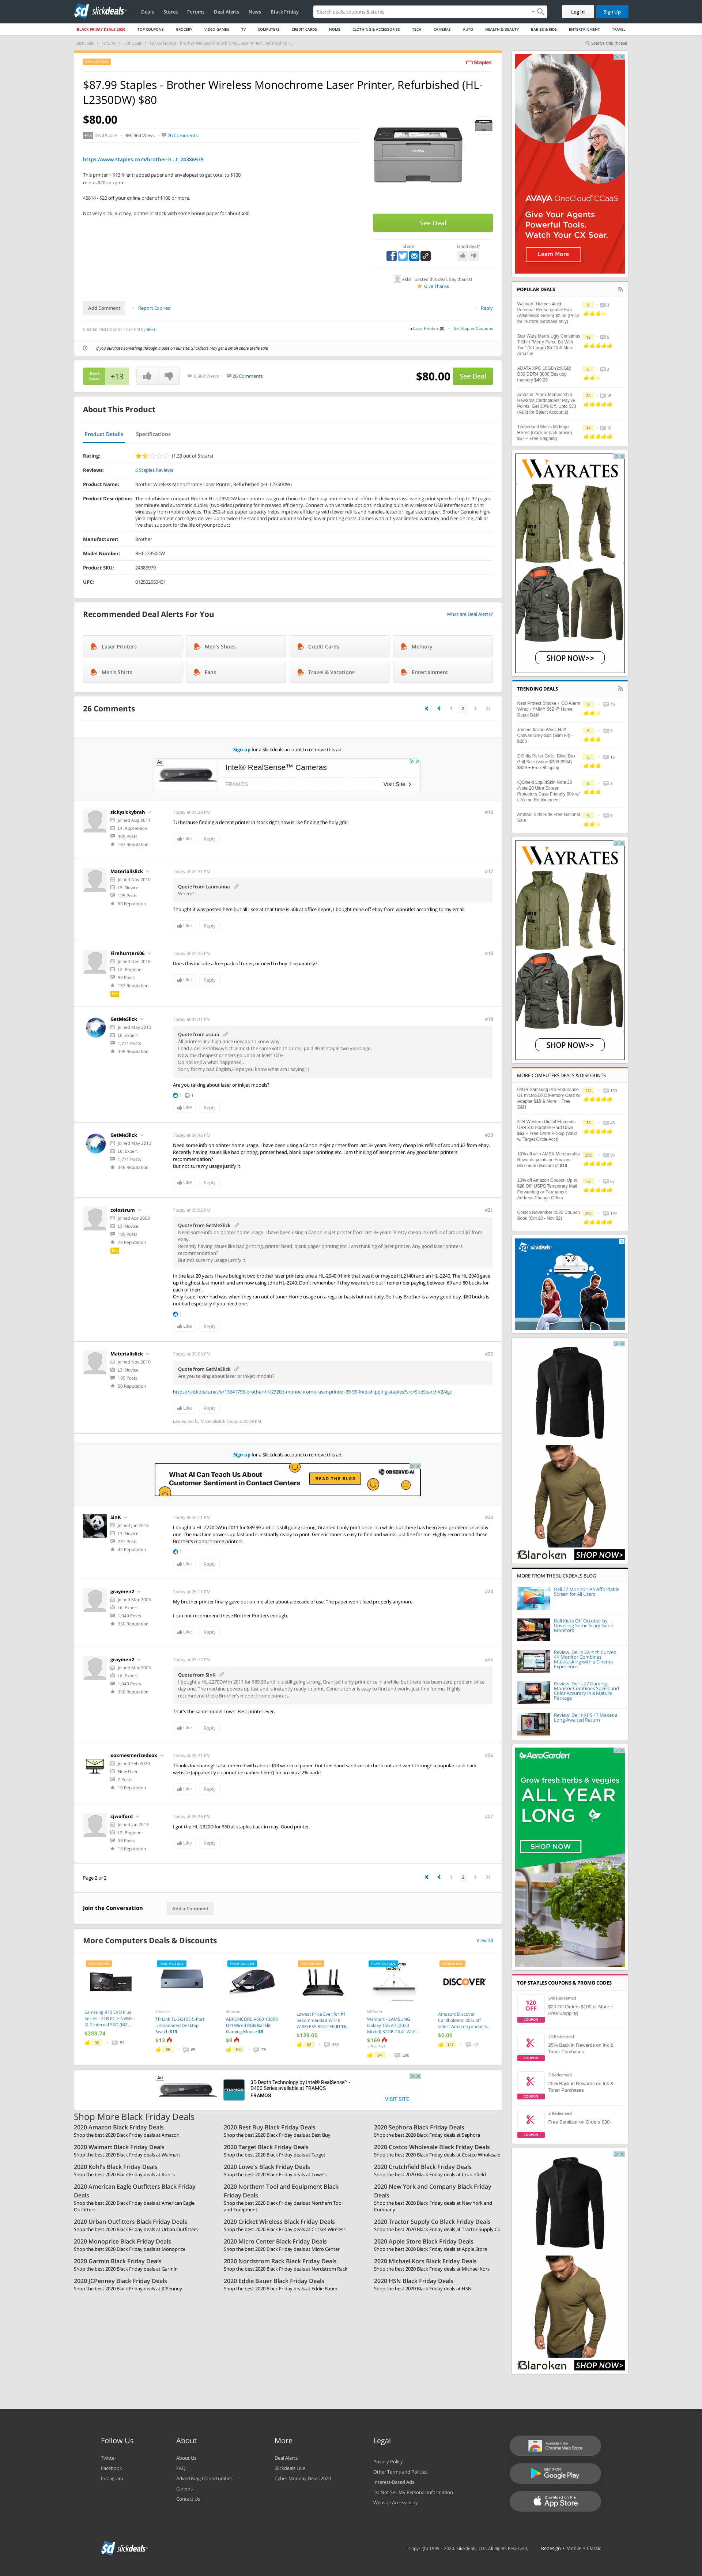 slickdeals
Deals Stores Forums Deal Alerts News Black Friday
Search deals, coupons & stores
Log In
Sign Up
BLACK FRIDAY DEALS 2020 TOP COUPONS GROCERY VIDEO GAMES TV COMPUTERS CREDIT CARDS HOME CLOTHING & ACCESSORIES TECH CAMERAS AUTO HEALTH & BEAUTY BABIES & KIDS ENTERTAINMENT TRAVEL
Search This Thread
Staples
$87.99 Staples - Brother Wireless Monochrome Laser Printer, Refurbished (HL-
L2350DW) $80
$80.00
+13 Deal Score 6,964 Views 26 Comments
https://www.staples.com/brother-h...t_24386979
This printer + $13 filler (I added paper and envelopes) to get total to $100
minus $20 coupon:
46814 - $20 off your online order of $100 or more.
Not very slick. But hey, printer in stock with some bonus paper for about $80.
See Deal
Share
Good deal?
ekkoi posted this deal. Say thanks!
Give Thanks
Add Comment
Report Expired
Reply
Created Yesterday at 11:24 PM by ekkoi
in Laser Printers (8) Get Staples Coupons
If you purchase something through a post on our site, Slickdeals may get a small share of the sale.
Deal
Score
+13
6,964 Views 26 Comments
$80.00
See Deal
About This Product
Product Details Specifications
Rating: (1.33 out of 5 stars)
Reviews: 6 Staples Reviews
Product Name: Brother Wireless Monochrome Laser Printer, Refurbished (HL-L2350DW)
Product Description: The refurbished compact Brother HL-L2350DW laser printer is a great choice for the busy home or small office. It delivers class leading print speeds of up to 32 pages
per minute and automatic duplex (two-sided) printing for increased efficiency. Connect with versatile options including built-in wireless or USB interface and print
wirelessly from mobile devices. The 250-sheet paper capacity helps improve efficiency with fewer refills and handles letter or legal sized paper. Brother Genuine high-
yield replacement cartridges deliver up to two times the standard print volume to help lower printing costs. Comes with a 1-year limited warranty and free online, call or
live chat support for the life of your product
Manufacturer: Brother
Model Number: RHLL2350DW
Product SKU: 24386979
UPC: 012502653431
Recommended Deal Alerts For You
What are Deal Alerts?
Laser Printers Men's Shoes Credit Cards Memory
Men's Shirts Fans Travel & Vacations Entertainment
26 Comments
1 2
Sign up for a Slickdeals account to remove this ad.
Ad
Intel® RealSense™ Cameras
FRAMOS
Visit Site
sickysickybrah
Joined Aug 2011
L4: Apprentice
405 Posts
187 Reputation
Today at 04:20 PM
#16
TU because finding a decent printer in stock right now is like finding the holy grail
Like Reply
Materialislick
Joined Nov 2010
L3: Novice
195 Posts
50 Reputation
Today at 04:31 PM
#17
Quote from Lanmanna
Where?
Thought it was posted here but all I see at that time is 50$ at office depot, I bought mine off ebay from vipoutlet according to my email
Like Reply
Firehunter606
Joined Dec 2018
L2: Beginner
97 Posts
137 Reputation
Pro
Today at 04:36 PM
#18
Does this include a free pack of toner, or need to buy it separately?
Like Reply
GetMeSlick
Joined May 2013
L6: Expert
1,771 Posts
346 Reputation
Today at 04:41 PM
#19
Quote from usaaa
All printers at a high price now,don't know why
I had a dell e310dw,which almost the same with this one,I paid 40 at staple two years ago.
Now,the cheapest printers go up to at least 100+
Do not know what happened..
Sorry for my bad English,Hope you know what am I saying :-)
Are you talking about laser or inkjet models?
1 1
Like Reply
GetMeSlick
Joined May 2013
L6: Expert
1,771 Posts
346 Reputation
Today at 04:46 PM
#20
Need some info on printer home usage. I have been using a Canon inkjet printer from last 3+ years. Pretty cheap ink refills of around $7 from ebay.
Recently having issues like bad printing, printer head, blank paper printing etc. I am thinking of laser printer. Any good laser printers
recommendation?
But not sure my usage justify it.
Like Reply
colostrum
Joined Apr 2008
L3: Novice
165 Posts
70 Reputation
Pro
Today at 05:02 PM
#21
Quote from GetMeSlick
Need some info on printer home usage. I have been using a Canon inkjet printer from last 3+ years. Pretty cheap ink refills of around $7 from
ebay.
Recently having issues like bad printing, printer head, blank paper printing etc. I am thinking of laser printer. Any good laser printers
recommendation?
But not sure my usage justify it.
In the last 20 years I have bought two brother laser printers: one a HL-2040 (think that was it or maybe HL2140) and an HL-2240. The HL 2040 gave
up the ghost last month and am now using tdhe HL-2240. Don't remember if they wee refurb but I remember paying between 69 and 80 bucks for
each of them.
Only issue I ever had was when they ran out of toner.Home usage on a regular basis but not daily. So I say Brother is a very good buy. $80 bucks is
not bad especially if you need one.
1
Like Reply
Materialislick
Joined Nov 2010
L3: Novice
195 Posts
50 Reputation
Today at 05:06 PM
#22
Quote from GetMeSlick
Are you talking about laser or inkjet models?
https://slickdeals.net/e/13641796-brother-hl-l2320d-monochrome-laser-printer-39-99-free-shipping-staples?src=SiteSearchV2Algo
Like Reply
Last edited by Materialislick Today at 05:09 PM
Sign up for a Slickdeals account to remove this ad.
What AI Can Teach Us About
Customer Sentiment in Contact Centers
READ THE BLOG
OBSERVE·AI
SinK
Joined Jun 2016
L3: Novice
281 Posts
42 Reputation
Today at 05:11 PM
#23
I bought a HL-2270DW in 2011 for $89.99 and it is still going strong, Granted I only print once in a while, but there has been zero problem since day
one. The machine powers up fast and is instantly ready to print. Generic toner is easy to find and works just fine for me. Highly recommend these
Brother's monochrome printers.
1
Like Reply
graymen2
Joined Mar 2005
L6: Expert
1,040 Posts
350 Reputation
Today at 05:11 PM
#24
My brother printer finally gave out on me after about a decade of use. The paper won't feed properly anymore.
I can not recommend these Brother Printers enough.
Like Reply
graymen2
Joined Mar 2005
L6: Expert
1,040 Posts
350 Reputation
Today at 05:12 PM
#25
Quote from SinK
I bought a HL-2270DW in 2011 for $89.99 and it is still going strong, Granted I only print once in a while, but there has been zero problem since day
one. The machine powers up fast and is instantly ready to print. Generic toner is easy to find and works just fine for me. Highly recommend
these Brother's monochrome printers.
That's the same model I own. Best printer ever.
Like Reply
xoxmesmerizedxox
Joined Feb 2020
New User
2 Posts
10 Reputation
Today at 05:21 PM
#26
Thanks for sharing! I also ordered with about $13 worth of paper. Got free hand sanitizer at check out and went through a popular cash back
website (apparently it cannot be named here?) for an extra 2% back!
Like Reply
cjwolford
Joined Jan 2015
L2: Beginner
98 Posts
18 Reputation
Today at 05:36 PM
#27
I got the HL-2320D for $60 at staples back in may. Good printer.
Like Reply
Page 2 of 2
1 2
Join the Conversation
Add a Comment
More Computers Deals & Discounts
View All
Samsung 970 EVO Plus
Series - 2TB PCIe NVMe -
M.2 Internal SSD (MZ-...
$289.74
Amazon
TP-Link TL-SG105 5-Port
Unmanaged Desktop
Switch $13
$13
Amazon
ARKONCORE A660 10000
DPI Wired RGB Backlit
Gaming Mouse $8
$8
Lowest Price Ever for #1
Recommended WiFi 6
WIRELESS ROUTER $116...
$129.00
Walmart
Walmart - SAMSUNG
Galaxy Tab A7 (2020
Model) 32GB 10.4" Wi-Fi...
$169
+ Free S/H
DISCOVER
Amazon: Discover
Cardholders: 20% off
select Amazon products...
$0.00
Ad
3D Depth Technology by Intel® RealSense™ -
D400 Series available at FRAMOS
FRAMOS
VISIT SITE
Shop More Black Friday Deals
2020 Amazon Black Friday Deals
Shop the best 2020 Black Friday deals at Amazon
2020 Best Buy Black Friday Deals
Shop the best 2020 Black Friday deals at Best Buy
2020 Sephora Black Friday Deals
Shop the best 2020 Black Friday deals at Sephora
2020 Walmart Black Friday Deals
Shop the best 2020 Black Friday deals at Walmart
2020 Target Black Friday Deals
Shop the best 2020 Black Friday deals at Target
2020 Costco Wholesale Black Friday Deals
Shop the best 2020 Black Friday deals at Costco Wholesale
2020 Kohl's Black Friday Deals
Shop the best 2020 Black Friday deals at Kohl's
2020 Lowe's Black Friday Deals
Shop the best 2020 Black Friday deals at Lowe's
2020 Crutchfield Black Friday Deals
Shop the best 2020 Black Friday deals at Crutchfield
2020 American Eagle Outfitters Black Friday
Deals
Shop the best 2020 Black Friday deals at American Eagle
Outfitters
2020 Northern Tool and Equipment Black
Friday Deals
Shop the best 2020 Black Friday deals at Northern Tool
and Equipment
2020 New York and Company Black Friday
Deals
Shop the best 2020 Black Friday deals at New York and
Company
2020 Urban Outfitters Black Friday Deals
Shop the best 2020 Black Friday deals at Urban Outfitters
2020 Cricket Wireless Black Friday Deals
Shop the best 2020 Black Friday deals at Cricket Wireless
2020 Tractor Supply Co Black Friday Deals
Shop the best 2020 Black Friday deals at Tractor Supply Co
2020 Monoprice Black Friday Deals
Shop the best 2020 Black Friday deals at Monoprice
2020 Micro Center Black Friday Deals
Shop the best 2020 Black Friday deals at Micro Center
2020 Apple Store Black Friday Deals
Shop the best 2020 Black Friday deals at Apple Store
2020 Garmin Black Friday Deals
Shop the best 2020 Black Friday deals at Garmin
2020 Nordstrom Rack Black Friday Deals
Shop the best 2020 Black Friday deals at Nordstrom Rack
2020 Michael Kors Black Friday Deals
Shop the best 2020 Black Friday deals at Michael Kors
2020 JCPenney Black Friday Deals
Shop the best 2020 Black Friday deals at JCPenney
2020 Eddie Bauer Black Friday Deals
Shop the best 2020 Black Friday deals at Eddie Bauer
2020 HSN Black Friday Deals
Shop the best 2020 Black Friday deals at HSN
AVAYA OneCloud™ CCaaS
Give Your Agents
Powerful Tools.
Watch Your CX Soar.
Learn More
POPULAR DEALS
Walmart: Holmes 4inch
Personal Rechargeable Fan
(White/Mint Green) $2.50 (Price
for in-store purchase only)
Star Wars Men's Ugly Christmas
T-Shirt "Merry Force Be With
You" (X-Large) $5.20 & More -
Amazon
ADATA XPG 16GB (2x8GB)
D30 DDR4 3000 Desktop
memory $49.99
Amazon: Amex Membership
Rewards Cardholders: Pay w/
Points, Get 30% Off, Upto $30
(Valid for Select Accounts)
Timberland Men's Mt Major
Hikers (black or dark brown)
$57 + Free Shipping
WAYRATES
SHOP NOW>>
TRENDING DEALS
Nest Protect Smoke + CO Alarm
Wired - YMMV $62 @ Home
Depot B&M
Jomers Italian Wool, Half
Canvas Grey Suit (Slim Fit) -
$200
Z Grills Pellet Grills: Blind Box
Grill Sale (value $399-$584)
$309 + Free Shipping
IQShield LiquidSkin Note 20
/Note 20 Ultra Screen
Protectors Case Friendly 99¢ w/
Lifetime Replacement
Amtrak: Kids Ride Free National
Sale
WAYRATES
SHOP NOW>>
MORE COMPUTERS DEALS & DISCOUNTS
64GB Samsung Pro Endurance
U1 microSDXC Memory Card w/
Adapter $15 & More + Free
S&H
3TB Western Digital Elements
USB 3.0 Portable Hard Drive
$63 + Free Store Pickup (Valid
w/ Target Circle Acct)
10% off with AMEX Membership
Rewards points on Amazon.
Maximum discount of $10
10% off Amazon Coupon Up to
$20 Off! USPS Temporary Mail
Forwarding or Permanent
Address Change Offers
Costco November 2020 Coupon
Book (Oct 28 - Nov 22)
slickdeals
Blaroken SHOP NOW>>
MORE FROM THE SLICKDEALS BLOG
Dell 27 Monitor: An Affordable
Screen for All Users
Dell Kicks Off October by
Unveiling Some Scary Good
Monitors
Review: Dell's 32-inch Curved
4K Monitor Combines
Multitasking with a Cinema
Experience
Review: Dell's 27 Gaming
Monitor Combines Speed and
Color Accuracy in a Mature
Package
Review: Dell's XPS 17 Makes a
Long-Awaited Return
AeroGarden
Grow fresh herbs & veggies
ALL YEAR
LONG
SHOP NOW
TOP STAPLES COUPONS & PROMO CODES
$20
OFF
COUPON
$20 Off Orders $100 or More +
Free Shipping
COUPON
23 Redeemed
25% Back in Rewards on Ink &
Toner Purchases
COUPON
3 Redeemed
25% Back in Rewards on Ink &
Toner Purchases
COUPON
3 Redeemed
Free Sanitizer on Orders $30+
Blaroken SHOP NOW>>
Follow Us
Twitter
Facebook
Instagram
About
About Us
FAQ
Advertising Opportunities
Careers
Contact Us
More
Deal Alerts
Slickdeals Live
Cyber Monday Deals 2020
Legal
Privacy Policy
Other Terms and Policies
Interest-Based Ads
Do Not Sell My Personal Information
Website Accessibility
Available in the
Chrome Web Store
GET IT ON
Google Play
Download on the
App Store
slickdeals
Copyright 1999 - 2020. Slickdeals, LLC. All Rights Reserved. Redesign • Mobile • Classic